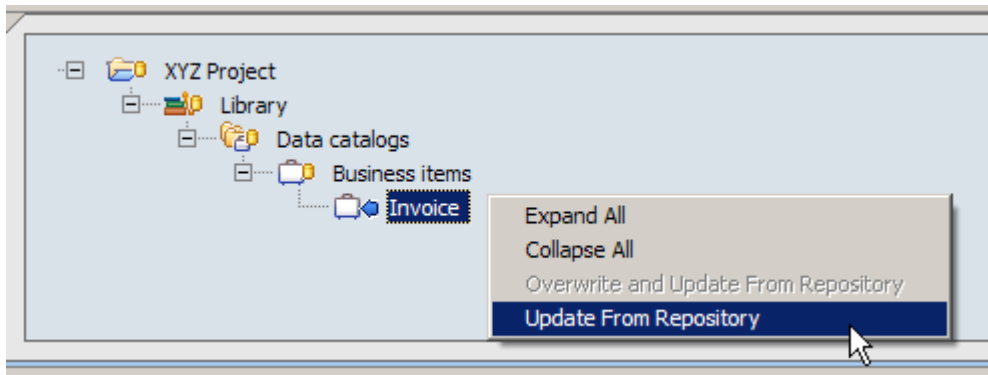 XYZ Project
Library
Data catalogs
Business items
Invoice
Expand All
Collapse All
Overwrite and Update From Repository
Update From Repository